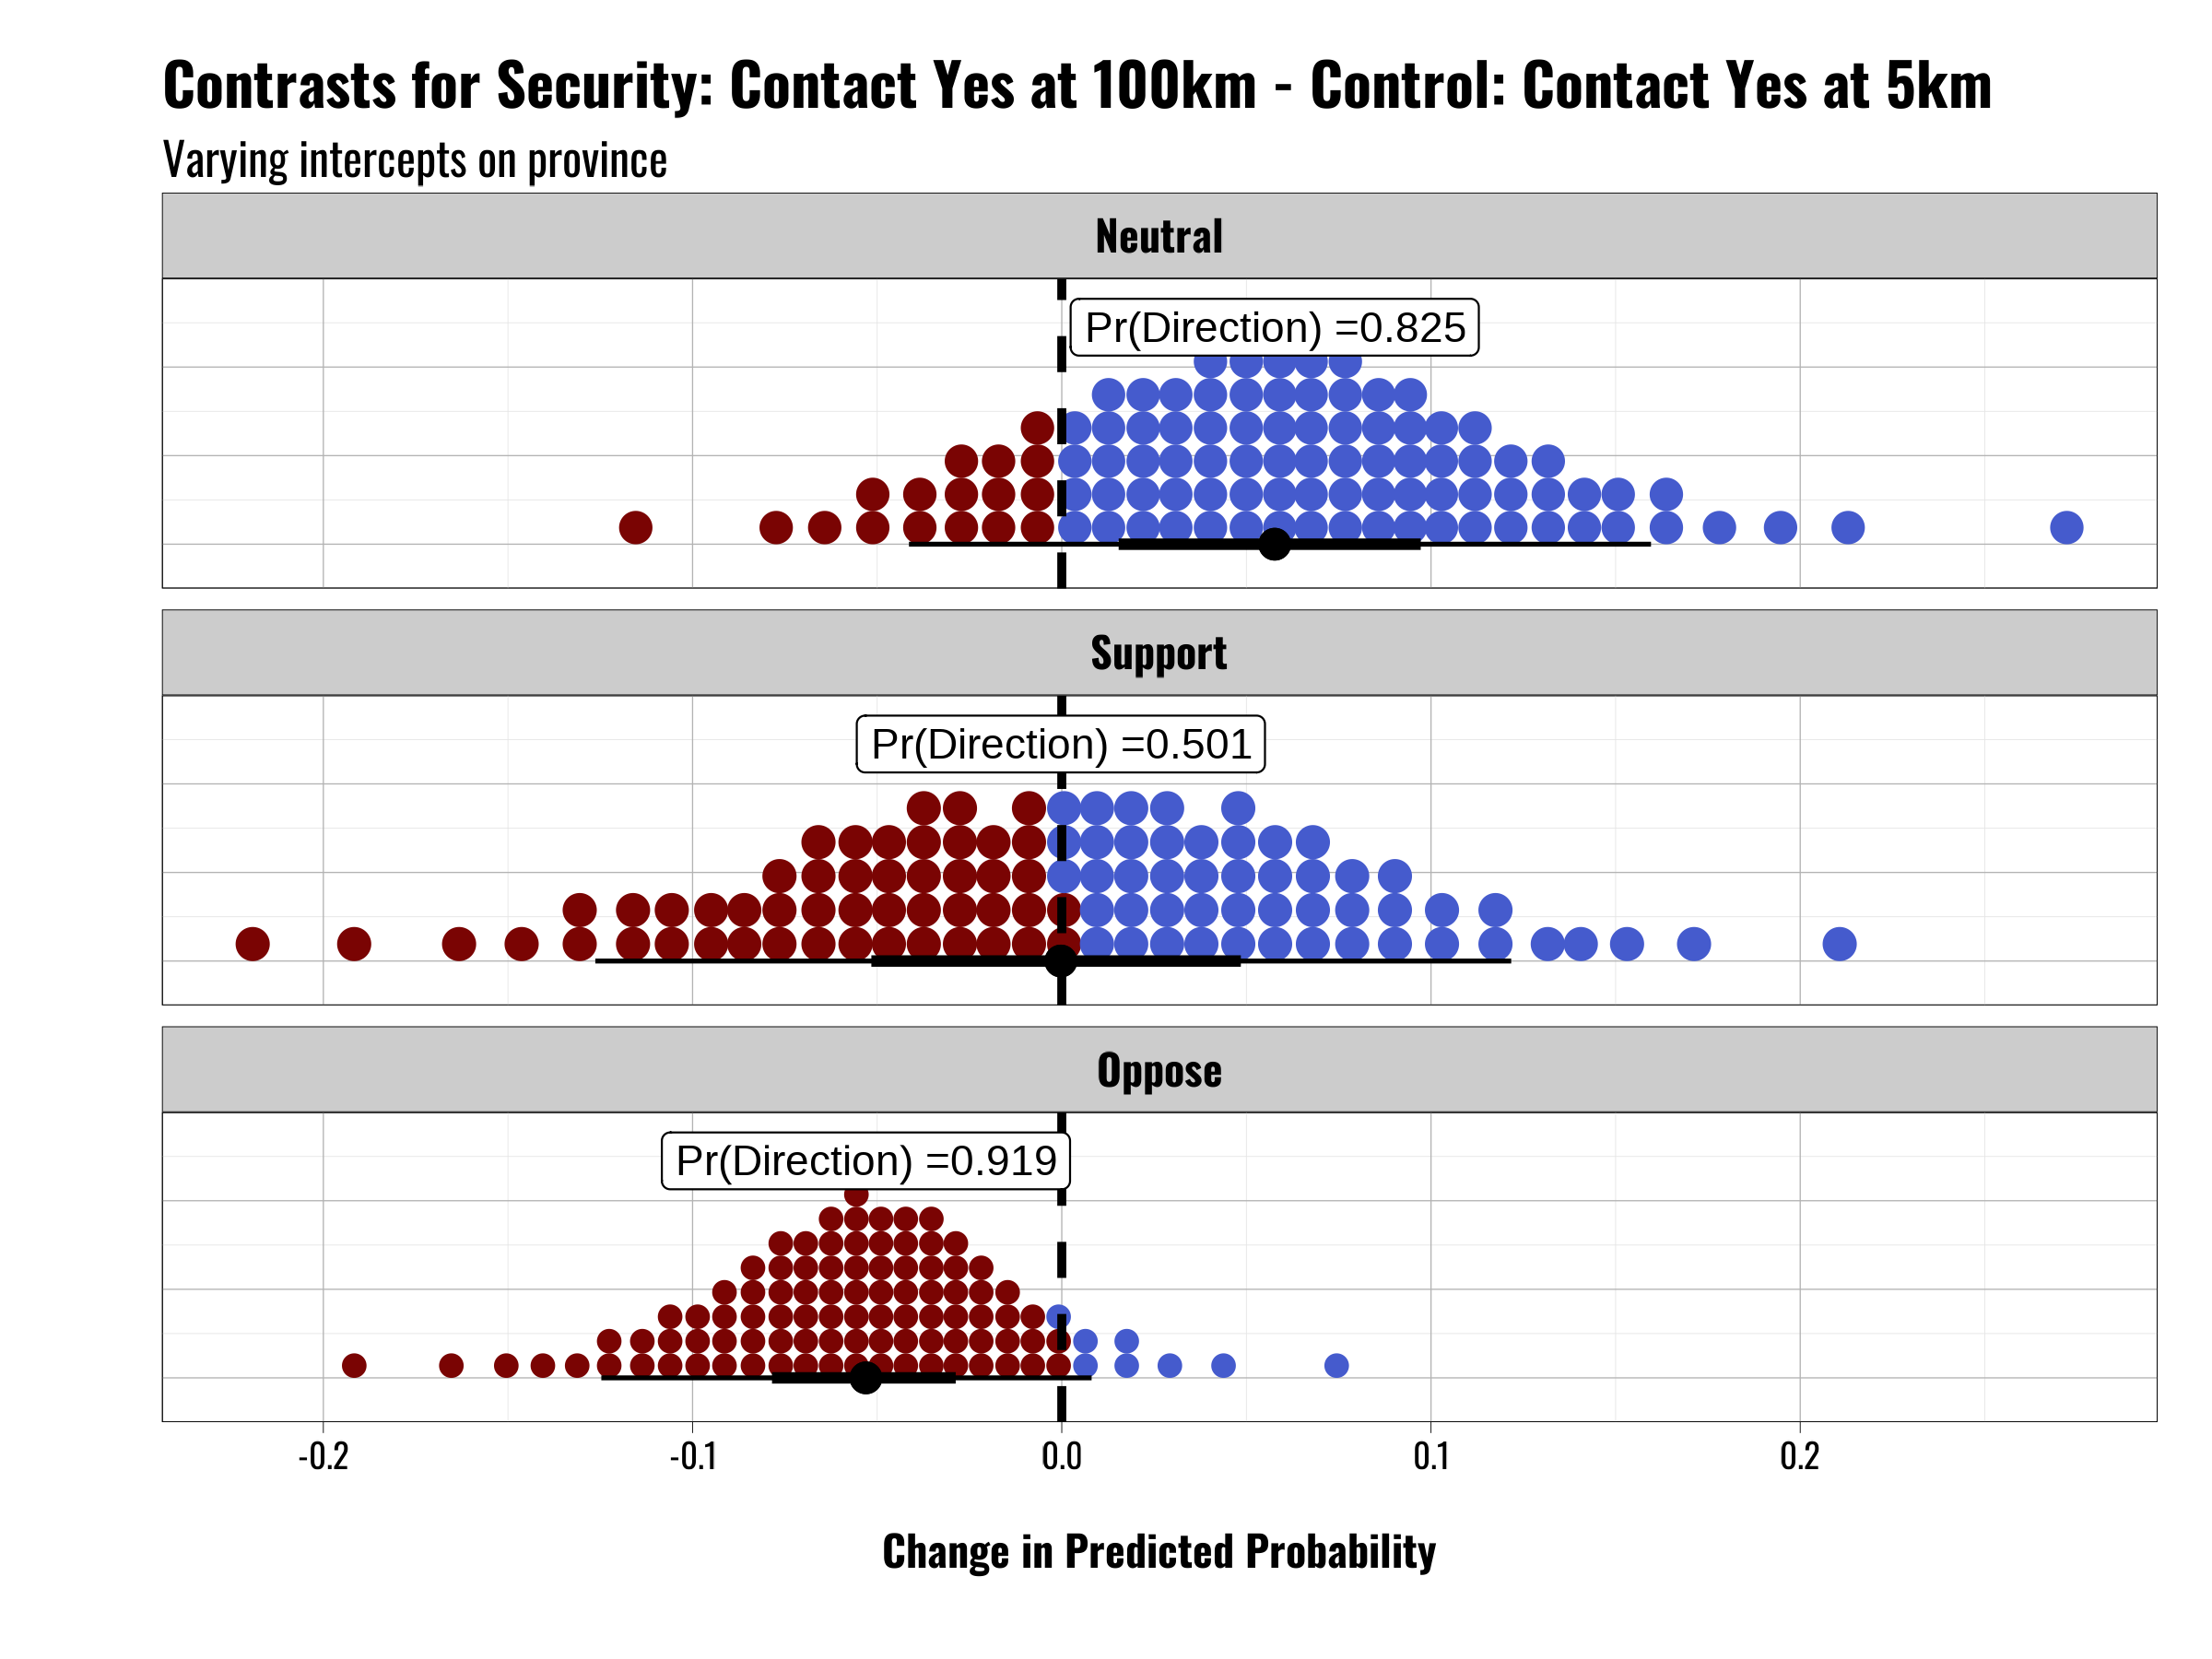 Contrasts for Security: Contact Yes at 100km - Control: Contact Yes at 5km
Varying intercepts on province
Neutral
Pr(Direction) =0.825
Support
Pr(Direction) =0.501
Oppose
Pr(Direction) =0.919
-0.2 -0.1 0.0 0.1 0.2
Change in Predicted Probability